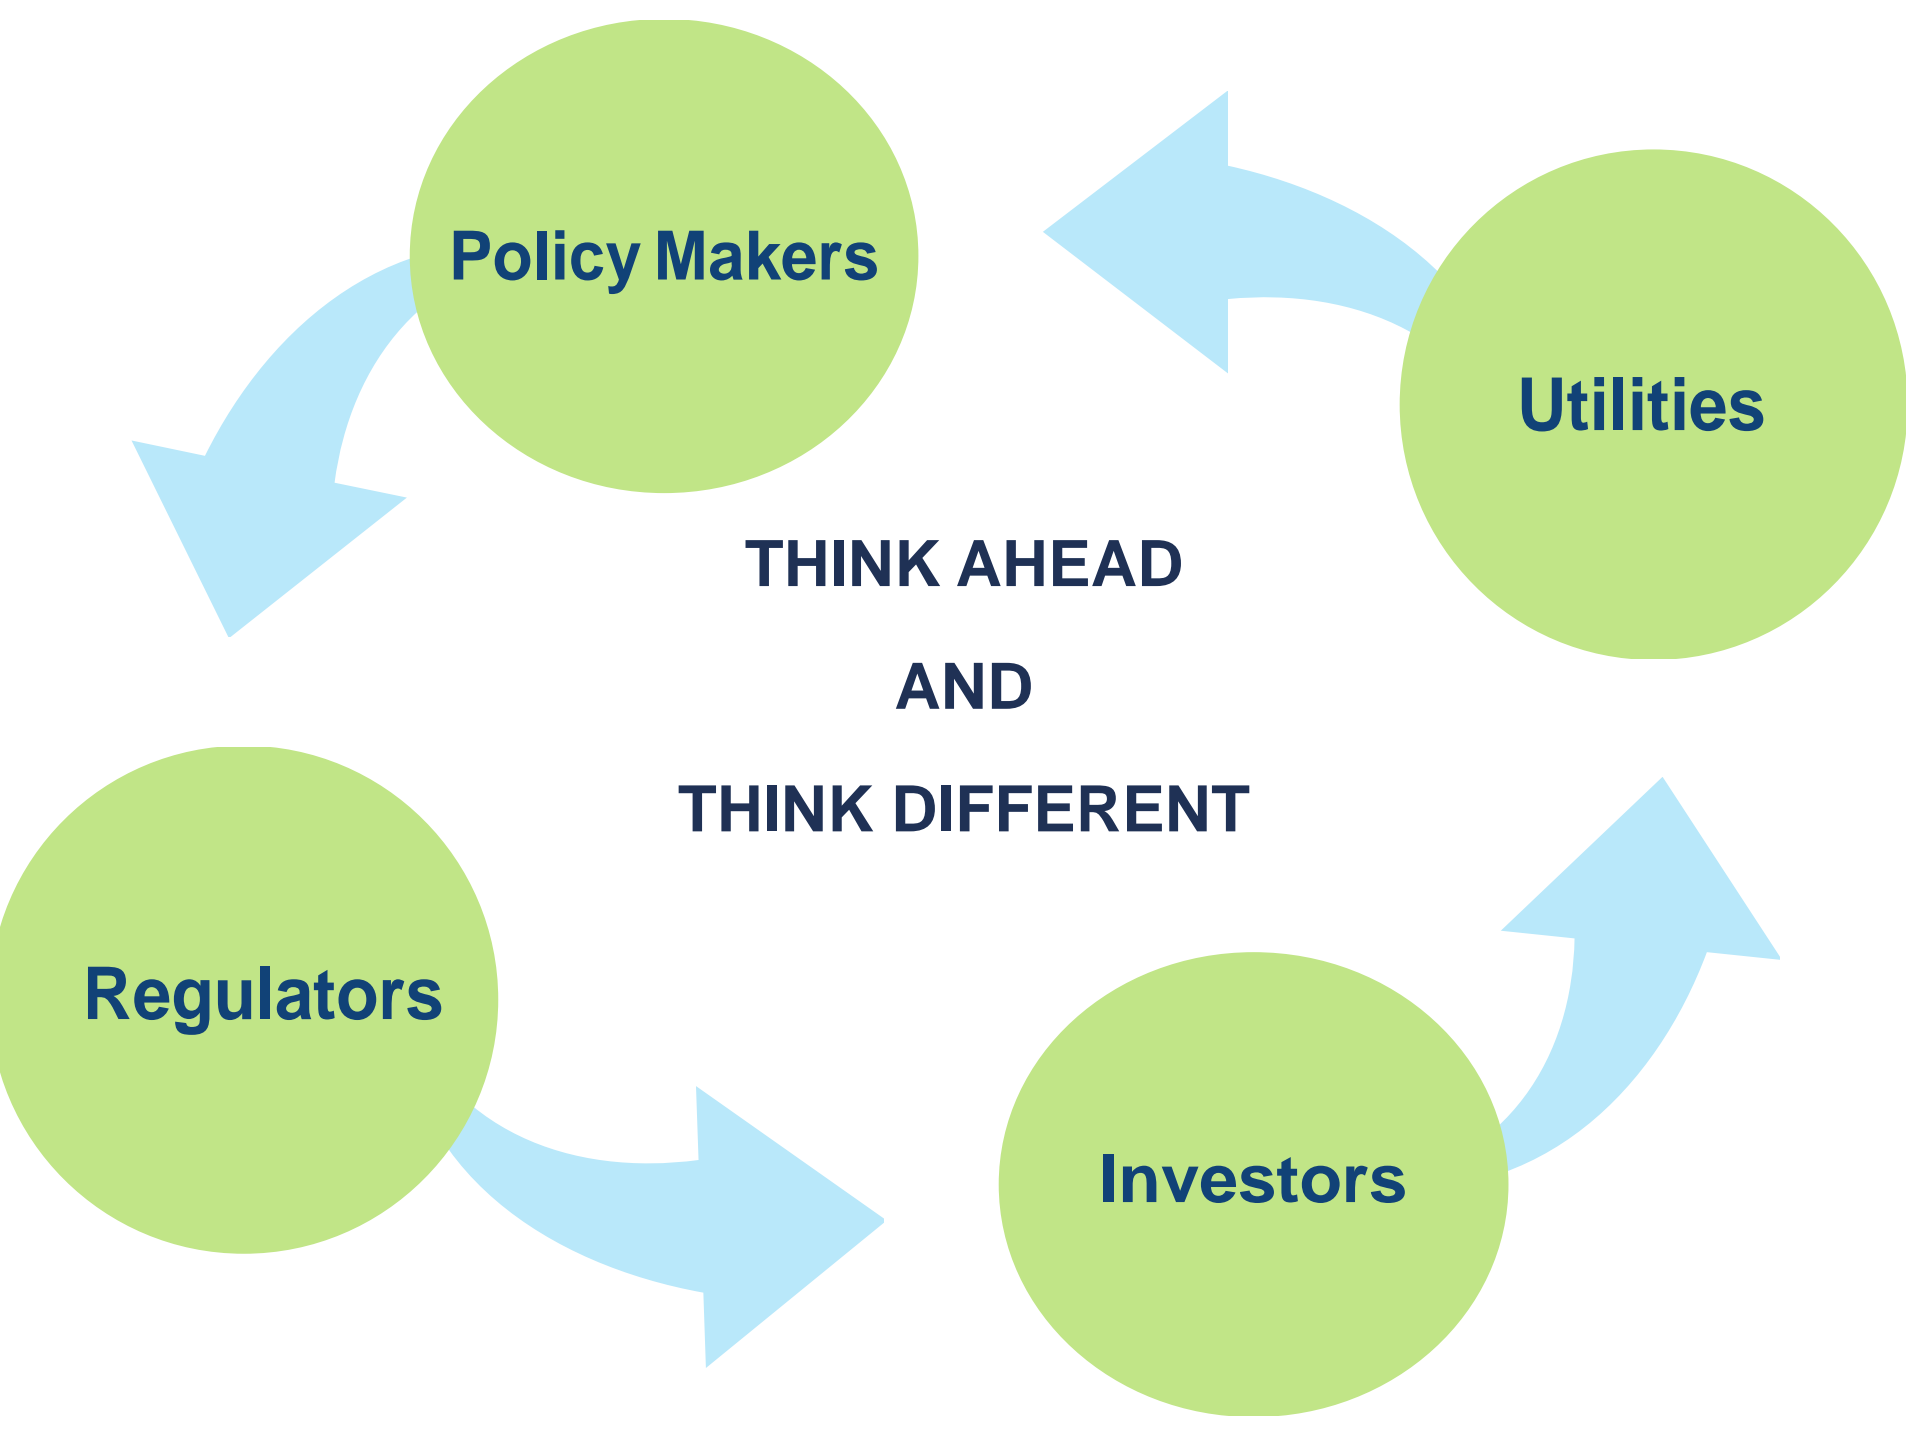 Policy Makers
Utilities
THINK AHEAD
AND
THINK DIFFERENT
Regulators
Investors